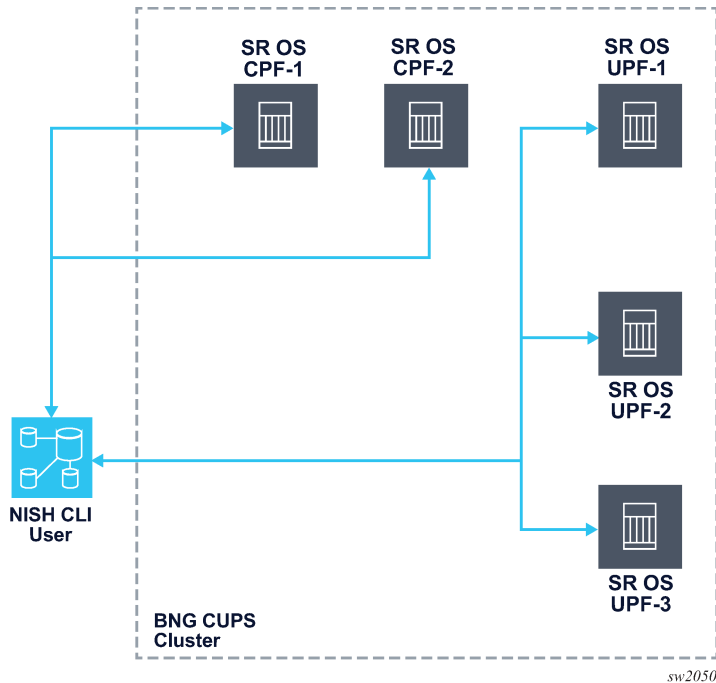 SR OS
CPF-1
SR OS
CPF-2
SR OS
UPF-1
SR OS
UPF-2
NISH CLI
User
SR OS
UPF-3
BNG CUPS
Cluster
sw2050